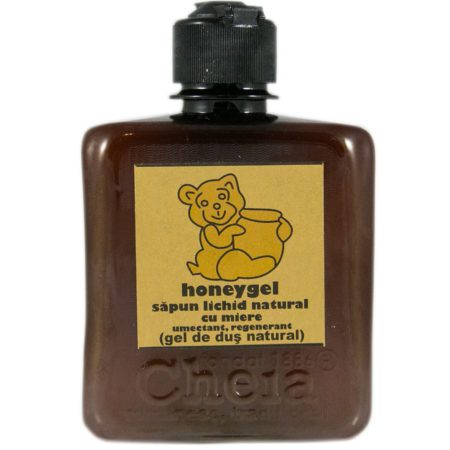 honeygel
săpun lichid natural
cu miere
umectant, regenerant
(gel de duș natural)
fondat 1886 ®
Cheia